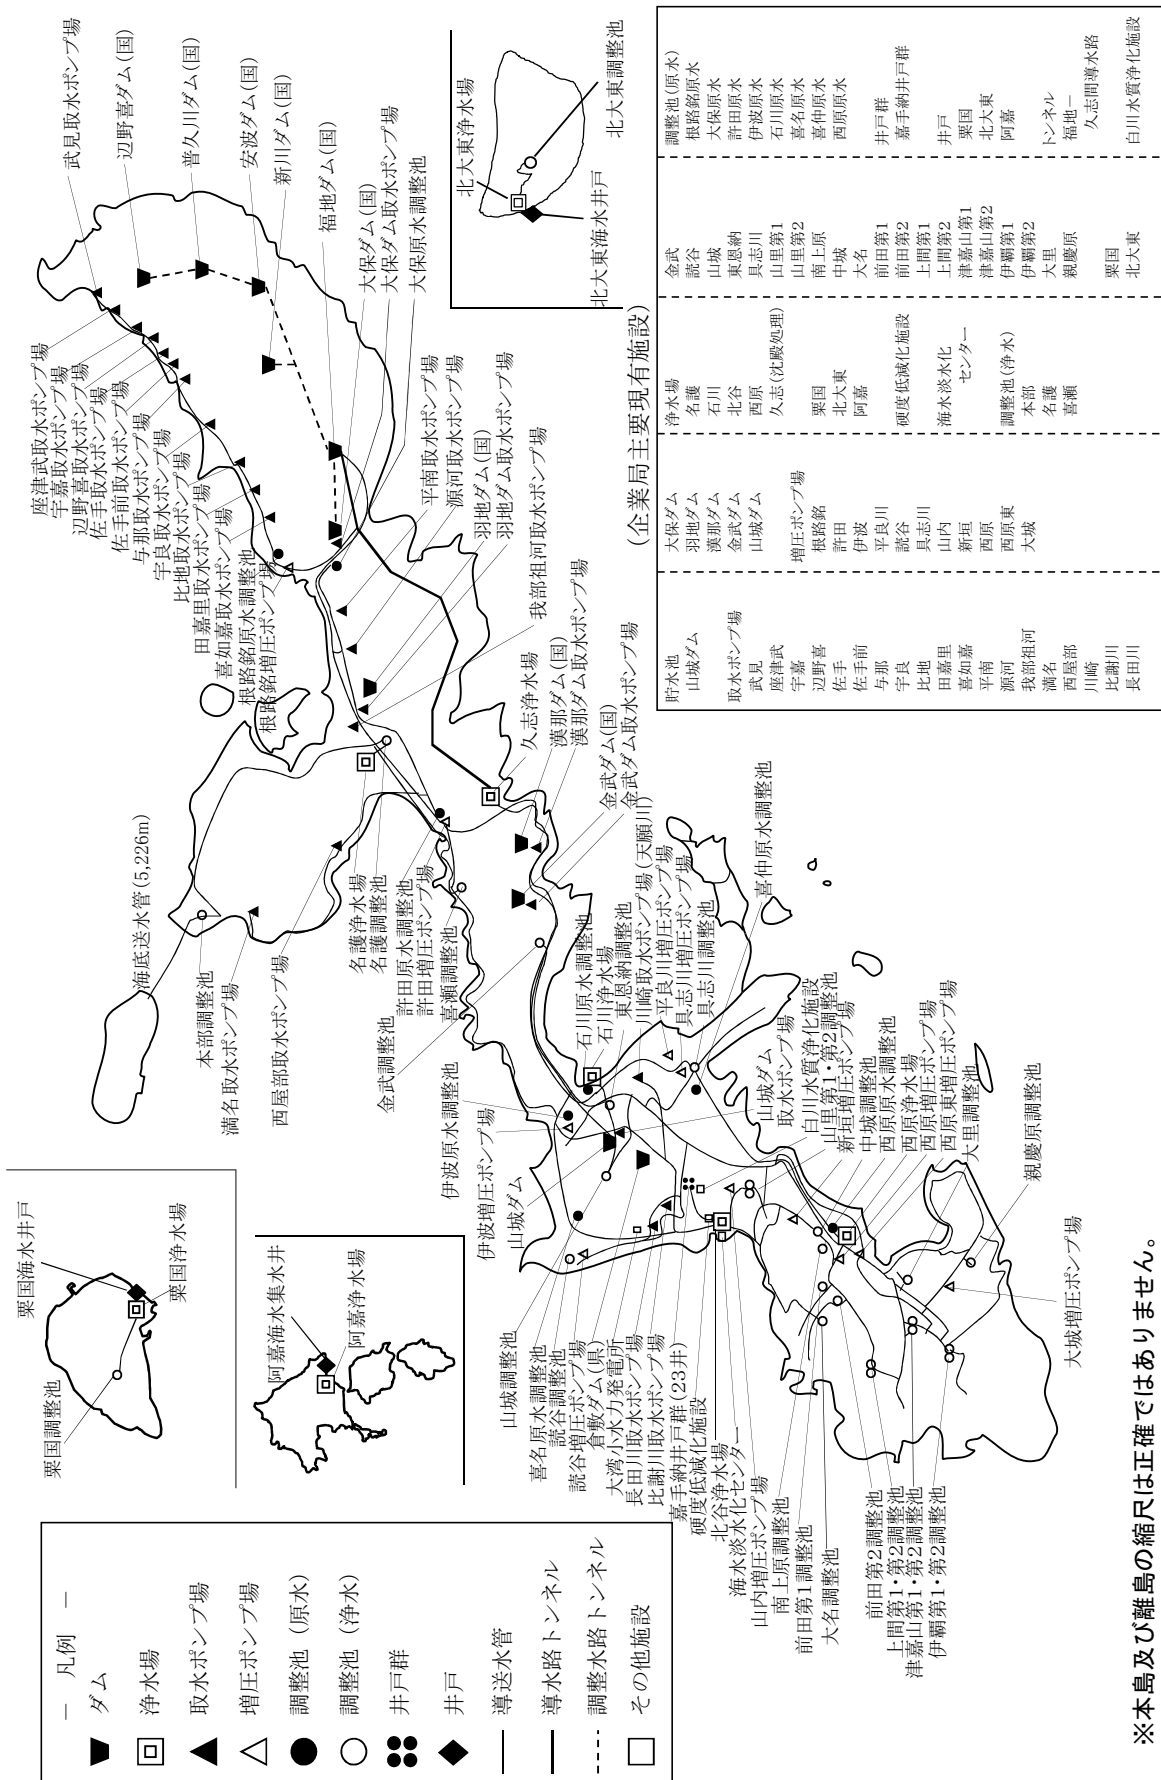 武見取水ポンプ場
辺野喜ダム(国)
普久川ダム(国)
安波ダム(国)
新川ダム(国)
福地ダム(国)
大保ダム(国)
大保ダム取水ポンプ場
大保原水調整池
平南取水ポンプ場
源河取水ポンプ場
羽地ダム(国)
羽地ダム取水ポンプ場
我部祖河取水ポンプ場
久志浄水場
漢那ダム(国)
漢那ダム取水ポンプ場
金武ダム(国)
金武ダム取水ポンプ場
座津武取水ポンプ場
宇嘉取水ポンプ場
辺野喜取水ポンプ場
佐手取水ポンプ場
佐手前取水ポンプ場
与那取水ポンプ場
宇良取水ポンプ場
比地取水ポンプ場
田嘉里取水ポンプ場
喜如嘉取水ポンプ場
根路銘原水調整池
根路銘増圧ポンプ場
北大東浄水場
北大東調整池
北大東海水井戸
海底送水管(5,226m)
本部調整池
満名取水ポンプ場
西屋部取水ポンプ場
名護浄水場
名護調整池
許田原水調整池
許田増圧ポンプ場
喜瀬調整池
金武調整池
伊波原水調整池
伊波増圧ポンプ場
山城ダム
石川原水調整池
石川浄水場
東恩納調整池
川崎取水ポンプ場(天願川)
平良川増圧ポンプ場
具志川増圧ポンプ場
具志川調整池
喜仲原水調整池
山城ダム
取水ポンプ場
白川水質浄化施設
山里第1・第2調整池
新垣増圧ポンプ場
中城調整池
西原原水調整池
西原浄水場
西原増圧ポンプ場
西原東増圧ポンプ場
大里調整池
親慶原調整池
大城増圧ポンプ場
山城調整池
喜名原水調整池
読谷調整池
読谷増圧ポンプ場
倉敷ダム(県)
大湾小水力発電所
長田川取水ポンプ場
比謝川取水ポンプ場
嘉手納井戸群(23井)
硬度低減化施設
北谷浄水場
海水淡水化センター
山内増圧ポンプ場
南上原調整池
前田第1調整池
大名調整池
前田第2調整池
上間第1・第2調整池
津嘉山第1・第2調整池
伊覇第1・第2調整池
粟国海水井戸
粟国浄水場
粟国調整池
阿嘉海水集水井
阿嘉浄水場
― 凡例 ―
ダム
浄水場
取水ポンプ場
増圧ポンプ場
調整池 (原水)
調整池 (浄水)
井戸群
井戸
導送水管
導水路トンネル
調整水路トンネル
その他施設
(企業局主要現有施設)
貯水池
山城ダム
取水ポンプ場
武見
座津武
宇嘉
辺野喜
佐手
佐手前
与那
宇良
比地
田嘉里
喜如嘉
平南
源河
我部祖河
満名
西屋部
川崎
比謝川
長田川
大保ダム
羽地ダム
漢那ダム
金武ダム
山城ダム
増圧ポンプ場
根路銘
許田
伊波
平良川
読谷
具志川
山内
新垣
西原
西原東
大城
浄水場
名護
石川
北谷
西原
久志(沈殿処理)
粟国
北大東
阿嘉
硬度低減化施設
海水淡水化
センター
調整池(浄水)
本部
名護
喜瀬
金武
読谷
山城
東恩納
具志川
山里第1
山里第2
南上原
中城
大名
前田第1
前田第2
上間第1
上間第2
津嘉山第1
津嘉山第2
伊覇第1
伊覇第2
大里
親慶原
粟国
北大東
調整池(原水)
根路銘原水
大保原水
許田原水
伊波原水
石川原水
喜名原水
喜仲原水
西原原水
井戸群
嘉手納井戸群
井戸
粟国
北大東
阿嘉
トンネル
福地―
久志間導水路
白川水質浄化施設
※本島及び離島の縮尺は正確ではありません。